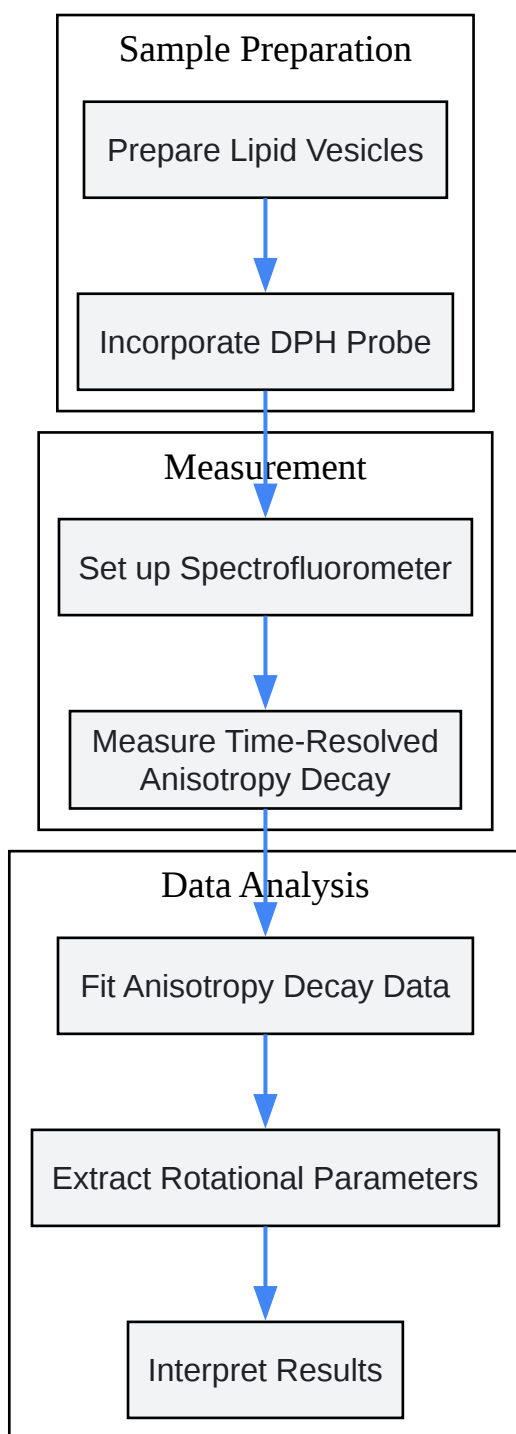 Sample Preparation
Prepare Lipid Vesicles
Incorporate DPH Probe
Measurement
Set up Spectrofluorometer
Measure Time-Resolved
Anisotropy Decay
Data Analysis
Fit Anisotropy Decay Data
Extract Rotational Parameters
Interpret Results